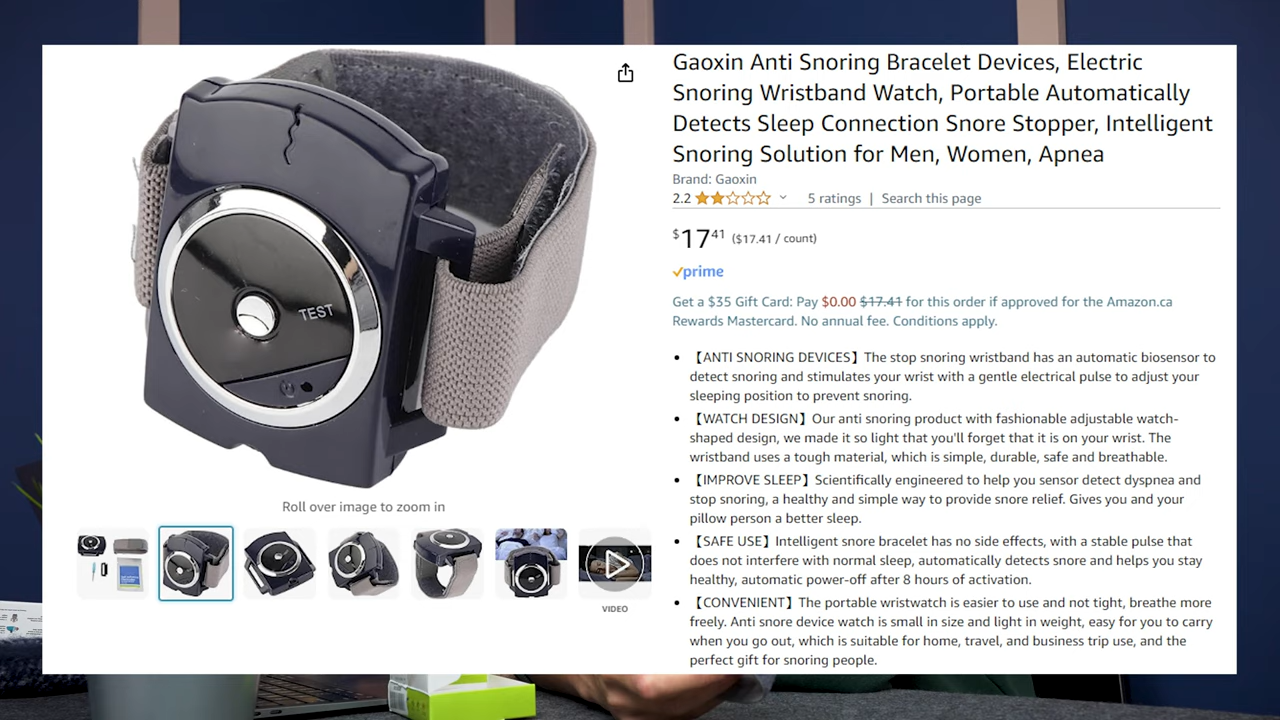 Gaoxin Anti Snoring Bracelet Devices, Electric
Snoring Wristband Watch, Portable Automatically
Detects Sleep Connection Snore Stopper, Intelligent
Snoring Solution for Men, Women, Apnea
Brand: Gaoxin
2.2 5 ratings | Search this page
$17.41 ($17.41 / count)
prime
Get a $35 Gift Card: Pay $0.00 $17.41 for this order if approved for the Amazon.ca
Rewards Mastercard. No annual fee. Conditions apply.
• 【ANTI SNORING DEVICES】The stop snoring wristband has an automatic biosensor to
detect snoring and stimulates your wrist with a gentle electrical pulse to adjust your
sleeping position to prevent snoring.
• 【WATCH DESIGN】Our anti snoring product with fashionable adjustable watch-
shaped design, we made it so light that you'll forget that it is on your wrist. The
wristband uses a tough material, which is simple, durable, safe and breathable.
• 【IMPROVE SLEEP】Scientifically engineered to help you sensor detect dyspnea and
stop snoring, a healthy and simple way to provide snore relief. Gives you and your
pillow person a better sleep.
• 【SAFE USE】Intelligent snore bracelet has no side effects, with a stable pulse that
does not interfere with normal sleep, automatically detects snore and helps you stay
healthy, automatic power-off after 8 hours of activation.
• 【CONVENIENT】The portable wristwatch is easier to use and not tight, breathe more
freely. Anti snore device watch is small in size and light in weight, easy for you to carry
when you go out, which is suitable for home, travel, and business trip use, and the
perfect gift for snoring people.
TEST
Roll over image to zoom in
VIDEO